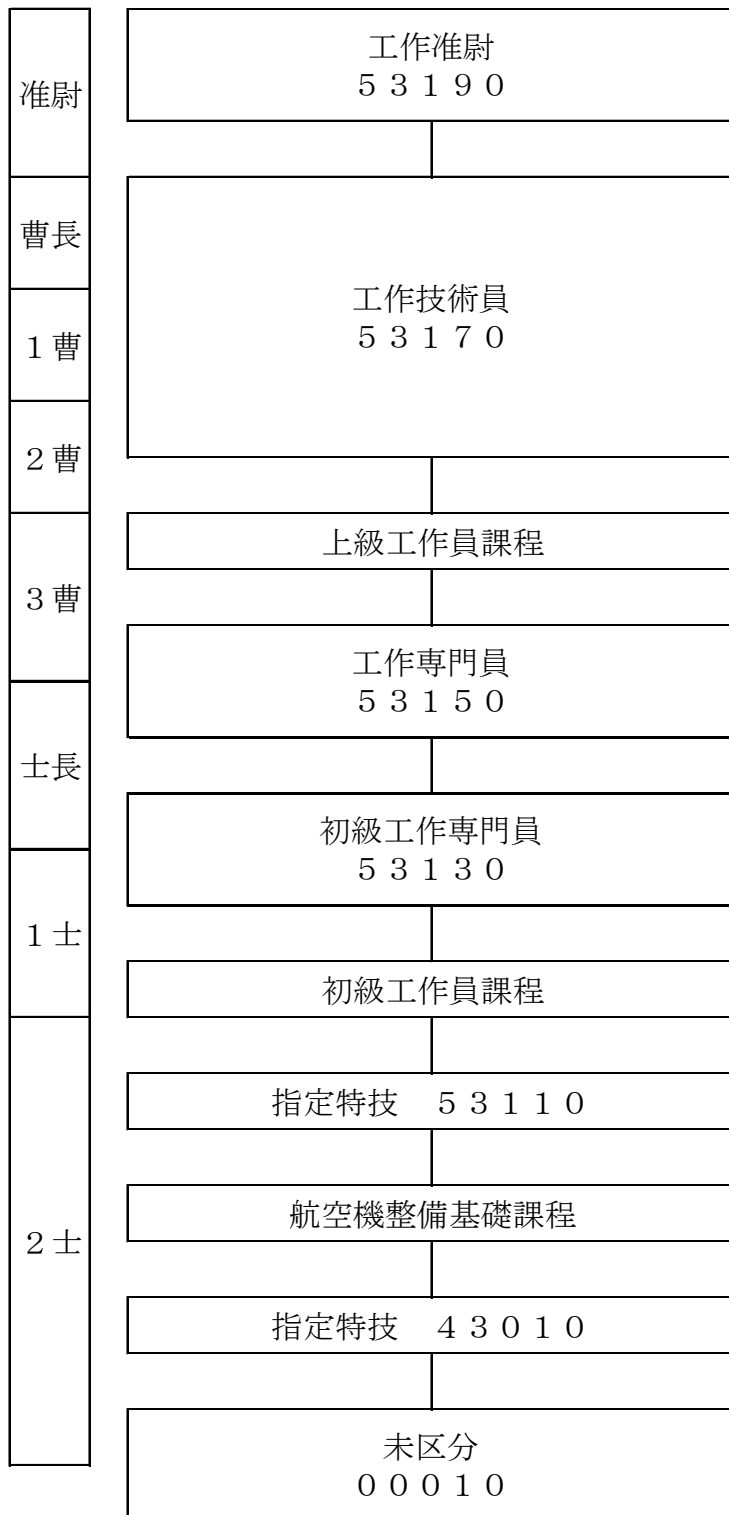 准尉
工作准尉
５３１９０
曹長
１曹
２曹
工作技術員
５３１７０
３曹
上級工作員課程
工作専門員
５３１５０
士長
初級工作専門員
５３１３０
１士
初級工作員課程
２士
指定特技　５３１１０
航空機整備基礎課程
指定特技　４３０１０
未区分
０００１０